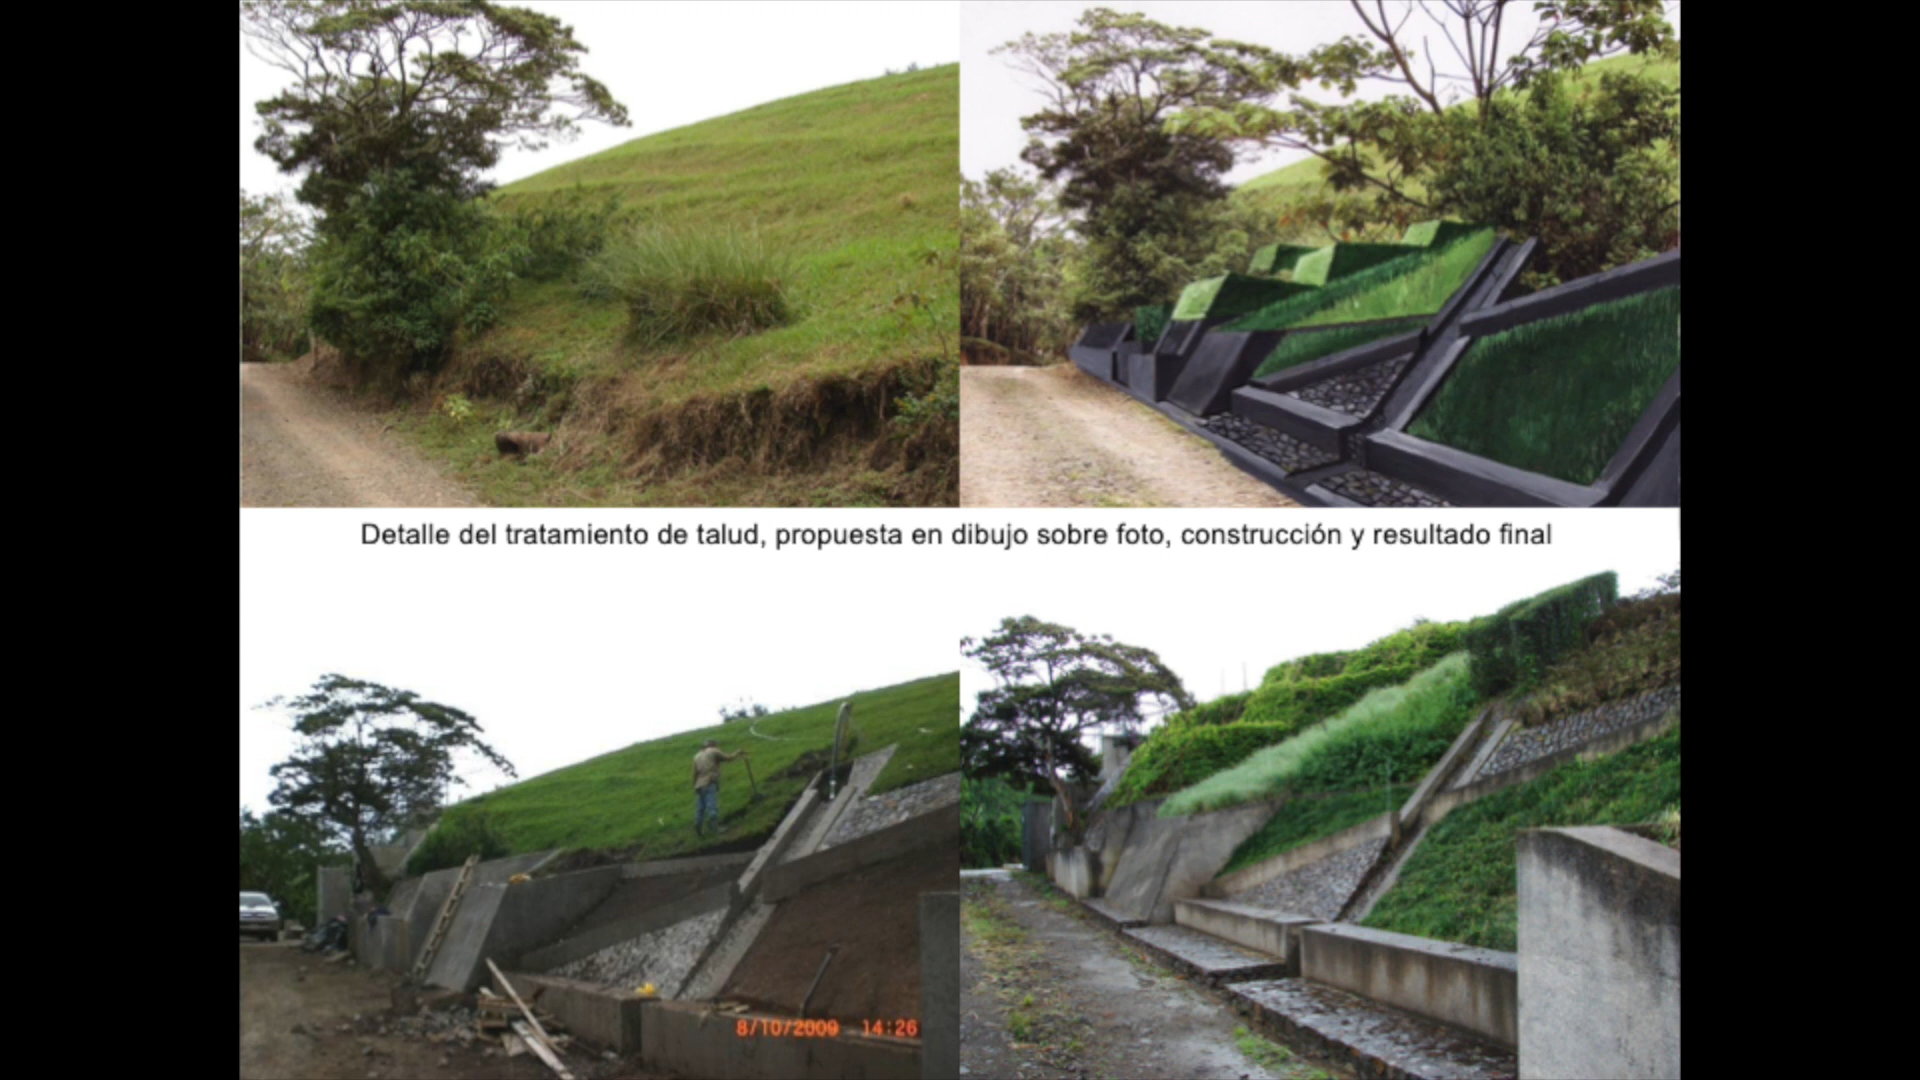 Detalle del tratamiento de talud, propuesta en dibujo sobre foto, construcción y resultado final
8/10/2009 14:26